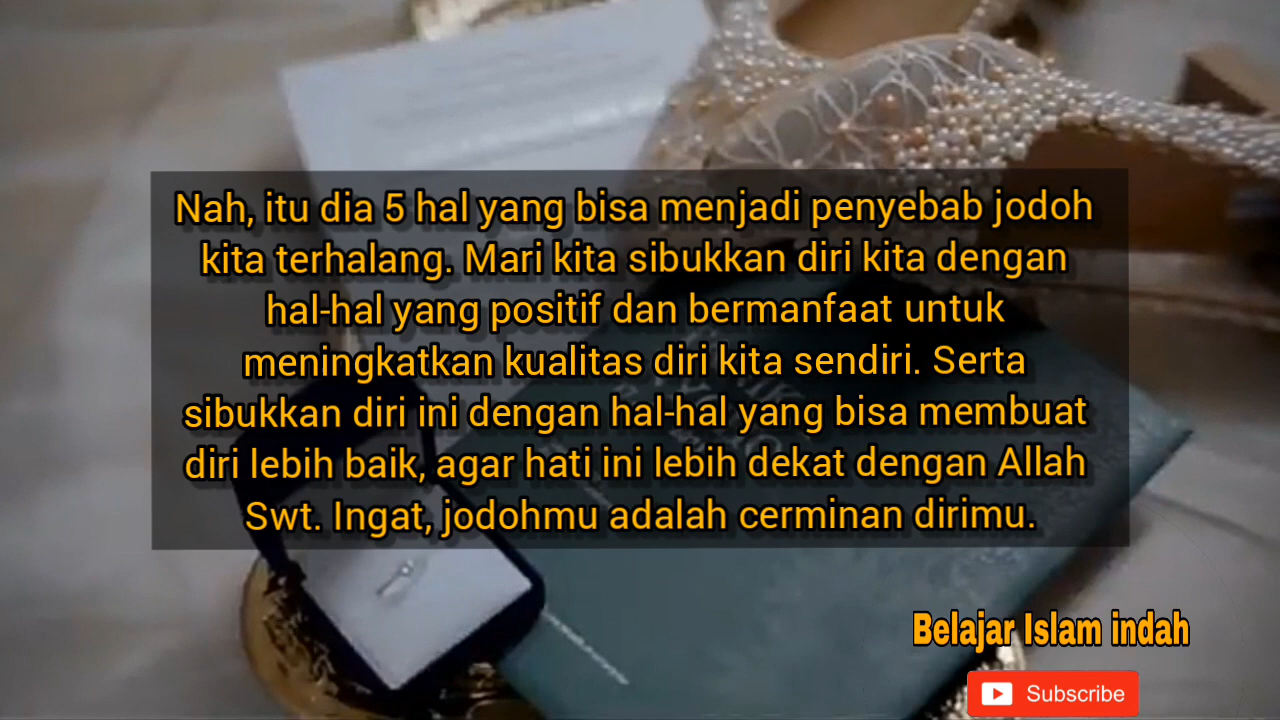 Nah, itu dia 5 hal yang bisa menjadi penyebab jodoh
kita terhalang. Mari kita sibukkan diri kita dengan
hal-hal yang positif dan bermanfaat untuk
meningkatkan kualitas diri kita sendiri. Serta
sibukkan diri ini dengan hal-hal yang bisa membuat
diri lebih baik, agar hati ini lebih dekat dengan Allah
Swt. Ingat, jodohmu adalah cerminan dirimu.
Belajar Islam indah
Subscribe